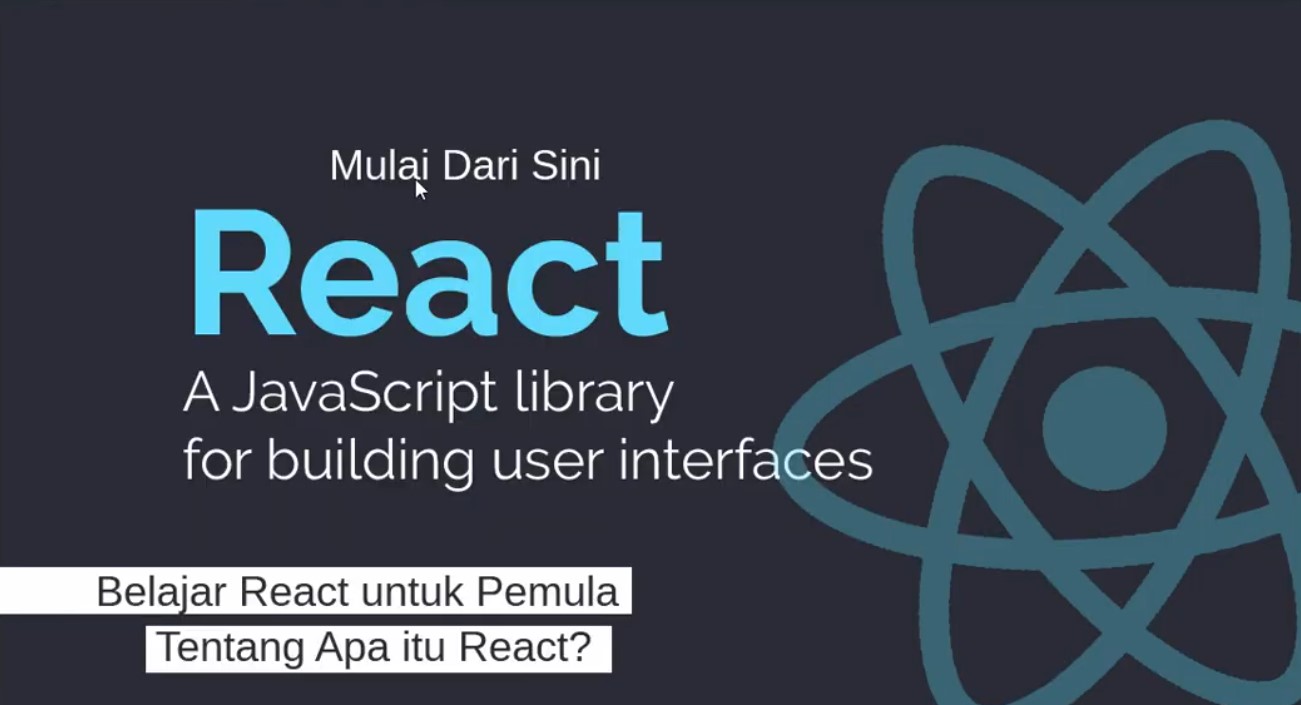 Mulai Dari Sini
React
A JavaScript library
for building user interfaces
Belajar React untuk Pemula
Tentang Apa itu React?